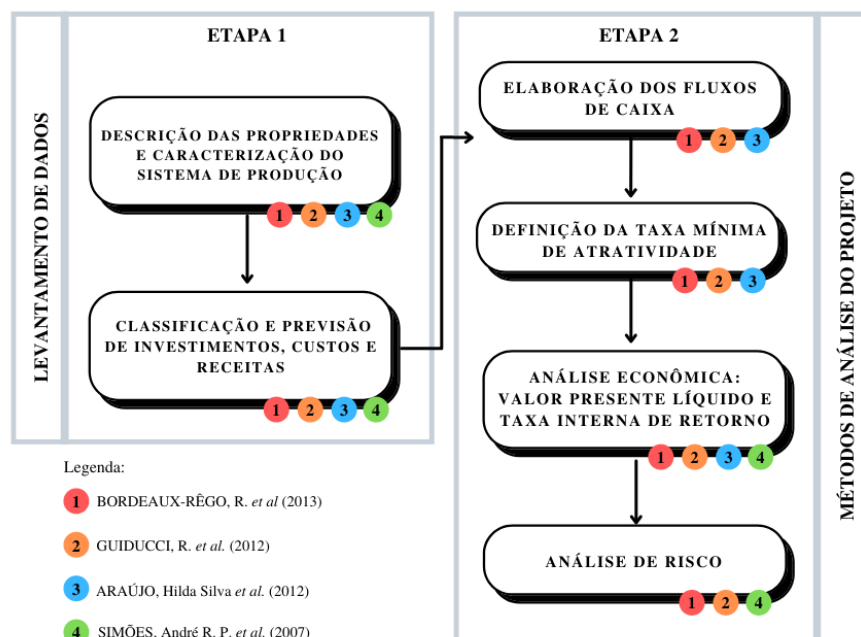 LEVANTAMENTO DE DADOS
ETAPA 1
DESCRIÇÃO DAS PROPRIEDADES
E CARACTERIZAÇÃO DO
SISTEMA DE PRODUÇÃO
1 2 3 4
CLASSIFICAÇÃO E PREVISÃO
DE INVESTIMENTOS, CUSTOS E
RECEITAS
1 2 3 4
ETAPA 2
ELABORAÇÃO DOS FLUXOS
DE CAIXA
1 2 3
DEFINIÇÃO DA TAXA MÍNIMA
DE ATRATIVIDADE
1 2 3
ANÁLISE ECONÔMICA:
VALOR PRESENTE LÍQUIDO E
TAXA INTERNA DE RETORNO
1 2 3 4
ANÁLISE DE RISCO
1 2 4
MÉTODOS DE ANÁLISE DO PROJETO
Legenda:
1 BORDEAUX-RÊGO, R. et al (2013)
2 GUIDUCCI, R. et al. (2012)
3 ARAÚJO, Hilda Silva et al. (2012)
4 SIMÕES, André R. P. et al. (2007)